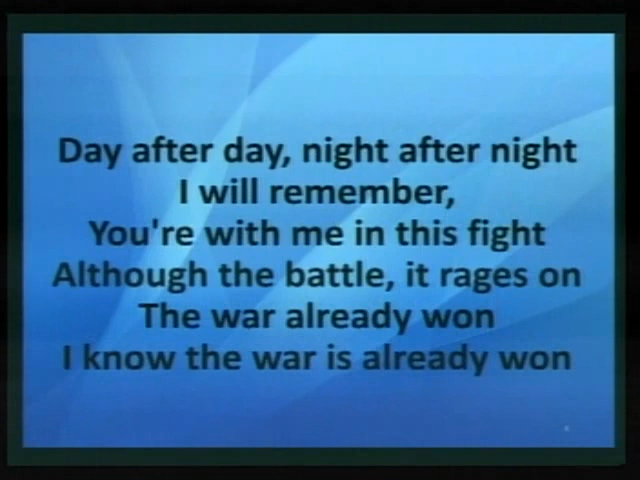 Day after day, night after night
I will remember,
You're with me in this fight
Although the battle, it rages on
The war already won
I know the war is already won